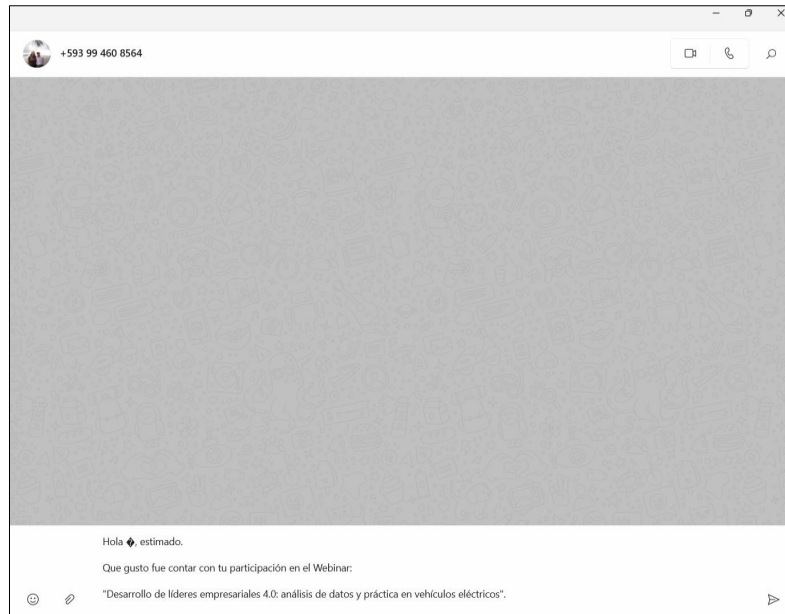 +593 99 460 8564
Hola �, estimado.
Que gusto fue contar con tu participación en el Webinar:
"Desarrollo de líderes empresariales 4.0: análisis de datos y práctica en vehículos eléctricos".